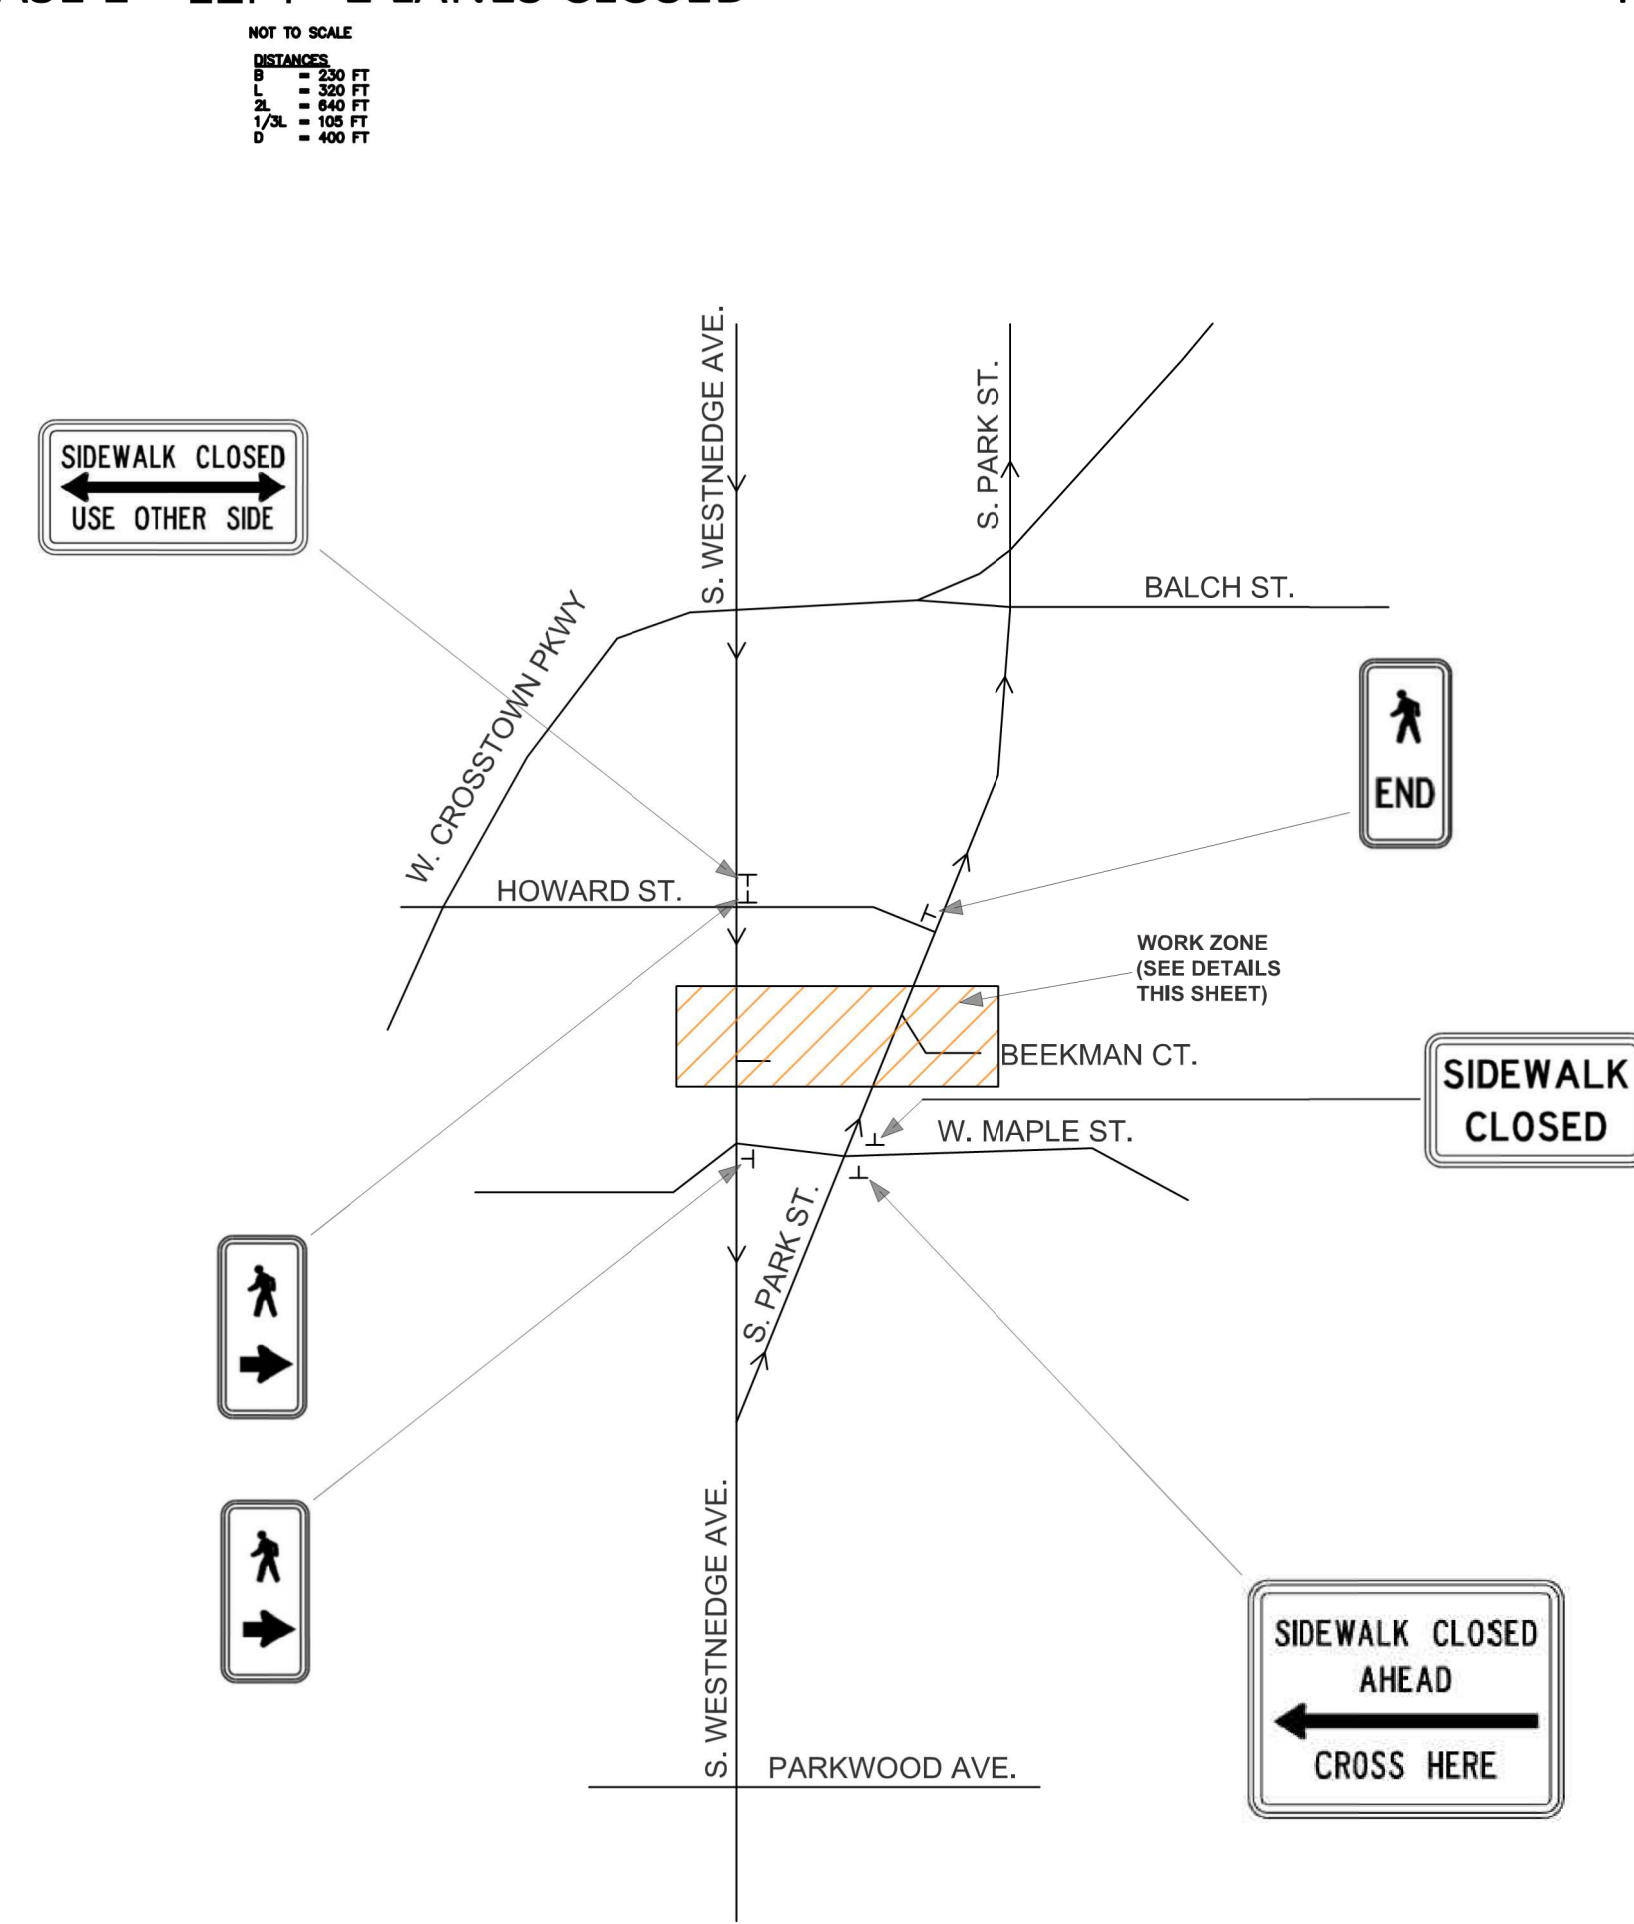 LANES CLOSED
NOT TO SCALE
DISTANCES
B = 230 FT
L = 320 FT
2L = 640 FT
1/3L = 105 FT
D = 400 FT
S. WESTNEDGE AVE.
S. PARK ST.
SIDEWALK CLOSED
USE OTHER SIDE
BALCH ST.
W. CROSSTOWN PKWY
END
HOWARD ST.
WORK ZONE
(SEE DETAILS
THIS SHEET)
BEEKMAN CT.
SIDEWALK
CLOSED
W. MAPLE ST.
S. PARK ST.
S. WESTNEDGE AVE.
SIDEWALK CLOSED
AHEAD
CROSS HERE
PARKWOOD AVE.